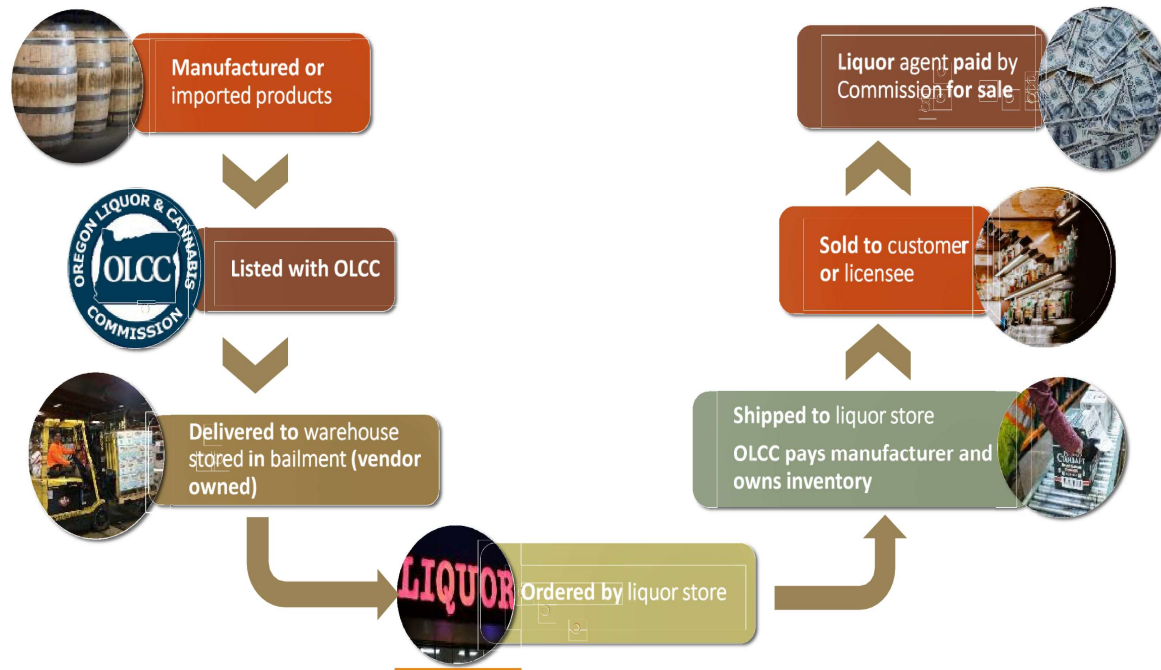 Manufactured or
imported products
OREGON LIQUOR & CANNABIS
OLCC
COMMISSION
Listed with OLCC
Delivered to warehouse
stored in bailment (vendor
owned)
LIQUOR
Ordered by liquor store
Shipped to liquor store
OLCC pays manufacturer and
owns inventory
Sold to customer
or licensee
Liquor agent paid by
Commission for sale